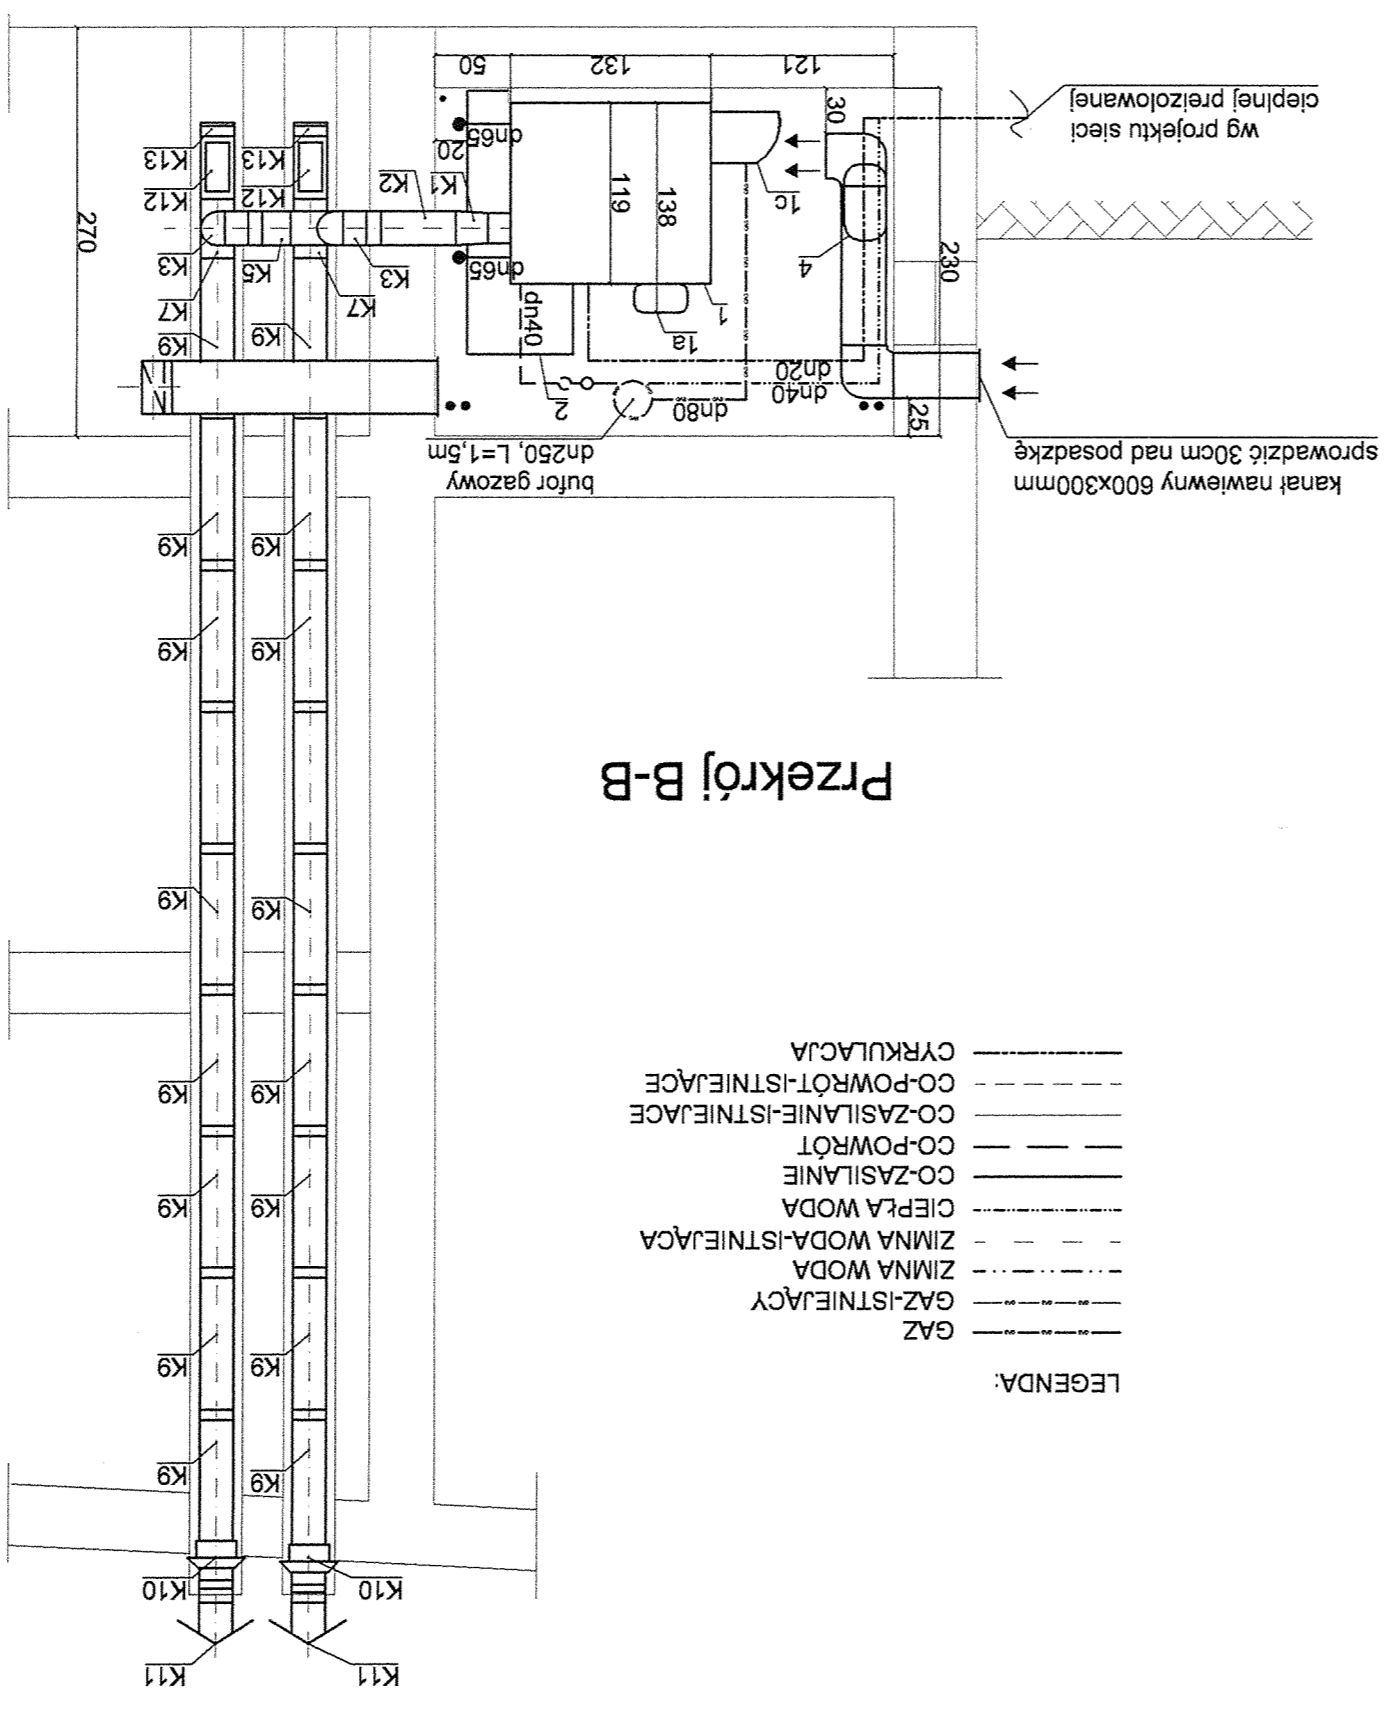 K11
K11
K10
K10
K9
K9
K9
K9
LEGENDA:
GAZ
GAZ-ISTNIEJĄCY
ZIMNA WODA
ZIMNA WODA-ISTNIEJĄCA
CIEPŁA WODA
CO-ZASILANIE
CO-POWRÓT
CO-ZASILANIE-ISTNIEJACE
CO-POWRÓT-ISTNIEJĄCE
CYRKULACJA
K9
K9
K9
K9
K9
K9
Przekrój B-B
K9
K9
K9
K9
kanał nawiewny 600x300mm
sprowadzić 30cm nad posadzkę
bufor gazowy
dn250, L=1,5m
25
dn80
dn40
dn20
2
dn40
1a
1
K9
K9
K7
K7
230
4
138
119
dn65
K3
K5
K3
1c
K1
K2
K12
K12
270
wg projektu sieci
cieplnej preizolowanej
30
20
dn65
K13
K13
121
132
50